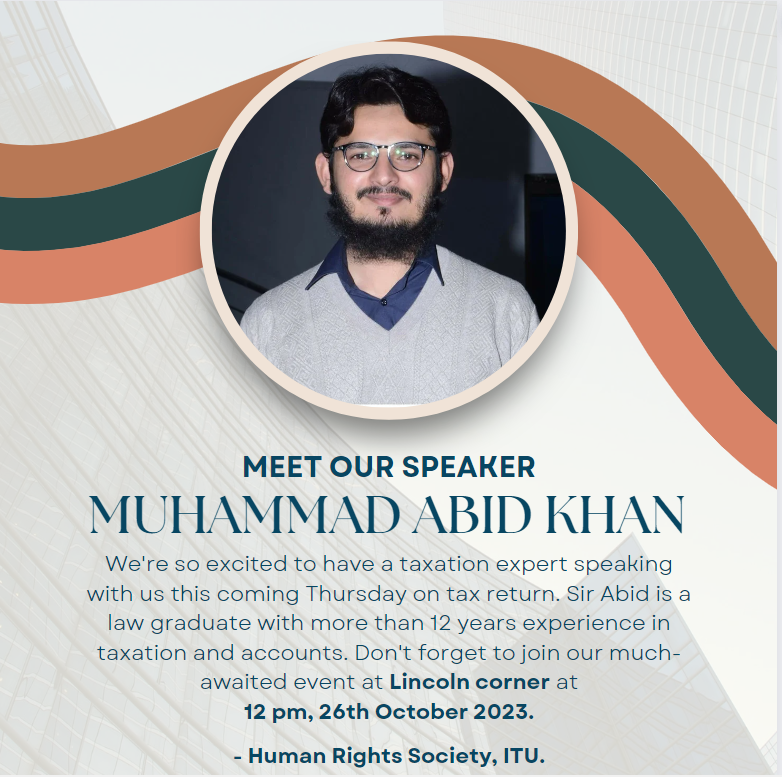 MEET OUR SPEAKER
MUHAMMAD ABID KHAN
We're so excited to have a taxation expert speaking
with us this coming Thursday on tax return. Sir Abid is a
law graduate with more than 12 years experience in
taxation and accounts. Don't forget to join our much-
awaited event at Lincoln corner at
12 pm, 26th October 2023.
- Human Rights Society, ITU.